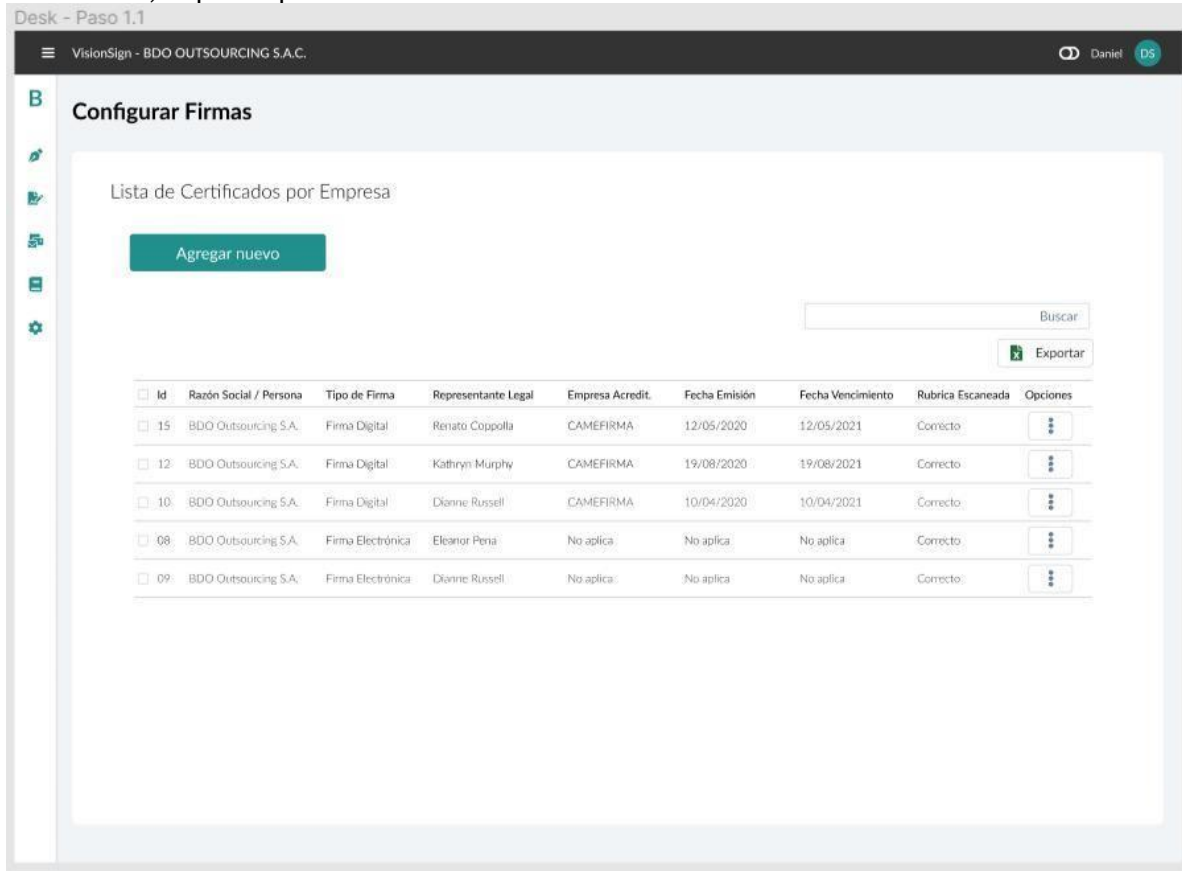 Desk - Paso 1.1
VisionSign - BDO OUTSOURCING S.A.C. Daniel DS
B
Configurar Firmas
Lista de Certificados por Empresa
Agregar nuevo
Buscar
Exportar
Id Razón Social / Persona Tipo de Firma Representante Legal Empresa Acredit. Fecha Emisión Fecha Vencimiento Rubrica Escaneada Opciones
15 BDO Outsourcing S.A. Firma Digital Renato Coppolla CAMEFIRMA 12/05/2020 12/05/2021 Correcto
12 BDO Outsourcing S.A. Firma Digital Kathryn Murphy CAMEFIRMA 19/08/2020 19/08/2021 Correcto
10 BDO Outsourcing S.A. Firma Digital Dianne Russell CAMEFIRMA 10/04/2020 10/04/2021 Correcto
08 BDO Outsourcing S.A. Firma Electrónica Eleanor Pena No aplica No aplica No aplica Correcto
09 BDO Outsourcing S.A. Firma Electrónica Dianne Russell No aplica No aplica No aplica Correcto